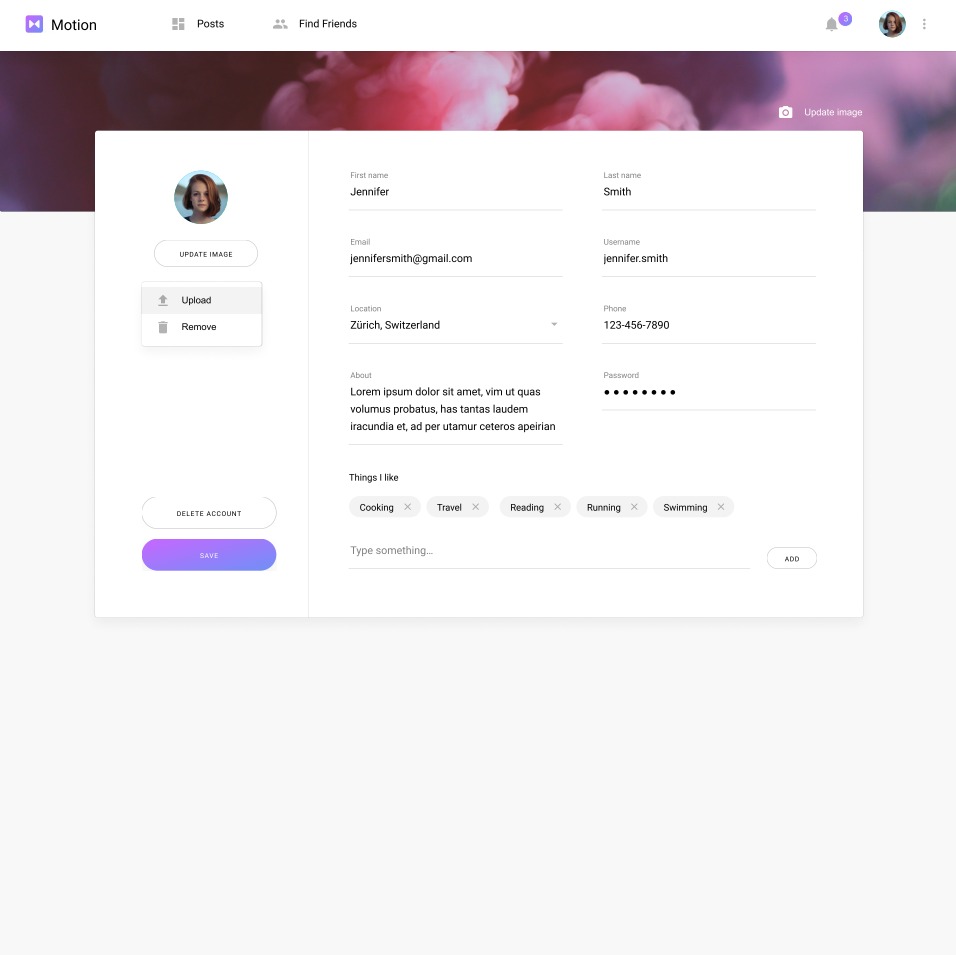 Motion
Posts
Find Friends
3
Update image
UPDATE IMAGE
Upload
Remove
DELETE ACCOUNT
SAVE
First name
Jennifer
Last name
Smith
Email
jennifersmith@gmail.com
Username
jennifer.smith
Location
Zürich, Switzerland
Phone
123-456-7890
About
Lorem ipsum dolor sit amet, vim ut quas
volumus probatus, has tantas laudem
iracundia et, ad per utamur ceteros apeirian
Password
●●●●●●●●
Things I like
Cooking
Travel
Reading
Running
Swimming
Type something...
ADD